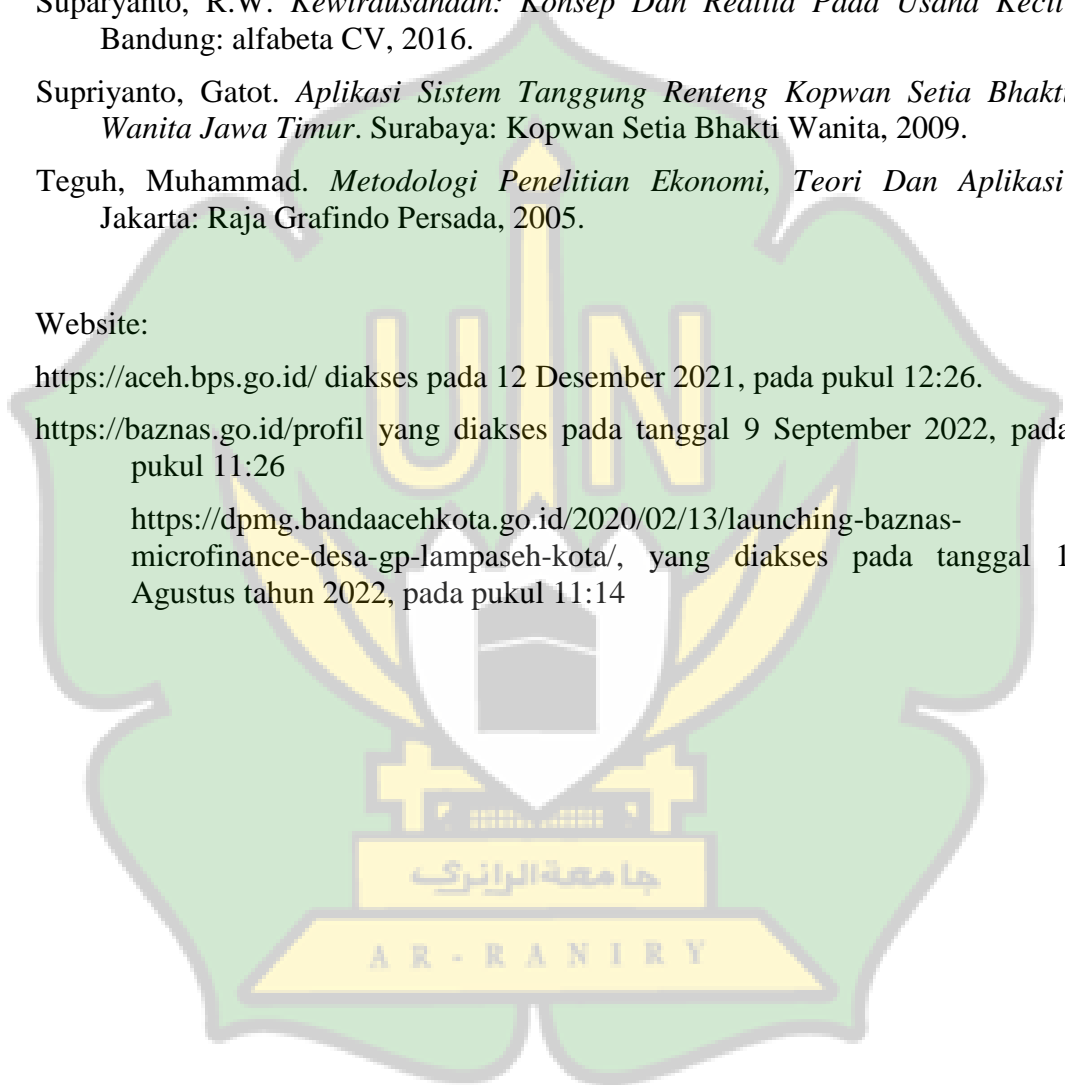 Suparyanto, R.W. Kewirausahaan: Konsep Dan Realita Pada Usaha Kecil
Bandung: alfabeta CV, 2016.
Supriyanto, Gatot. Aplikasi Sistem Tanggung Renteng Kopwan Setia Bhakti
Wanita Jawa Timur. Surabaya: Kopwan Setia Bhakti Wanita, 2009.
Teguh, Muhammad. Metodologi Penelitian Ekonomi, Teori Dan Aplikasi
Jakarta: Raja Grafindo Persada, 2005.
Website:
https://aceh.bps.go.id/ diakses pada 12 Desember 2021, pada pukul 12:26.
https://baznas.go.id/profil yang diakses pada tanggal 9 September 2022, pada
pukul 11:26
https://dpmg.bandaacehkota.go.id/2020/02/13/launching-baznas-
microfinance-desa-gp-lampaseh-kota/, yang diakses pada tanggal 1
Agustus tahun 2022, pada pukul 11:14
UIN
جامعة الرانري
AR-RANIRY